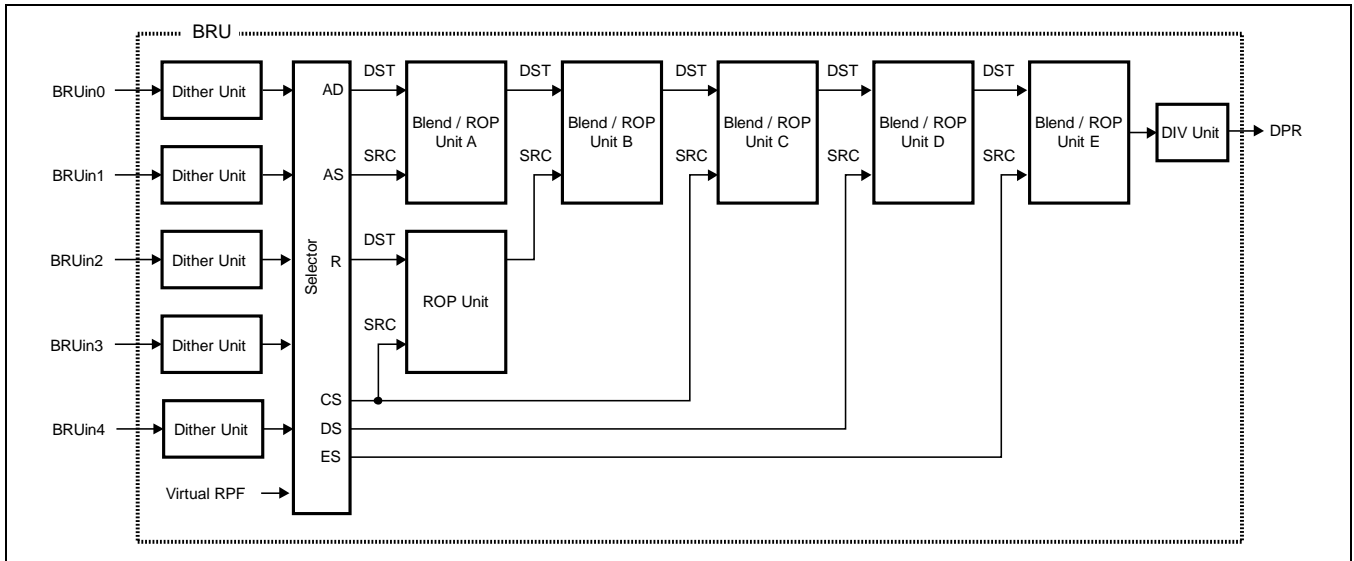 BRU
BRUin0
Dither Unit
BRUin1
Dither Unit
BRUin2
Dither Unit
BRUin3
Dither Unit
BRUin4
Dither Unit
Virtual RPF
Selector
AD
AS
R
CS
DS
ES
DST
SRC
Blend / ROP
Unit A
DST
SRC
ROP Unit
DST
SRC
Blend / ROP
Unit B
DST
SRC
Blend / ROP
Unit C
DST
SRC
Blend / ROP
Unit D
DST
SRC
Blend / ROP
Unit E
DIV Unit
DPR